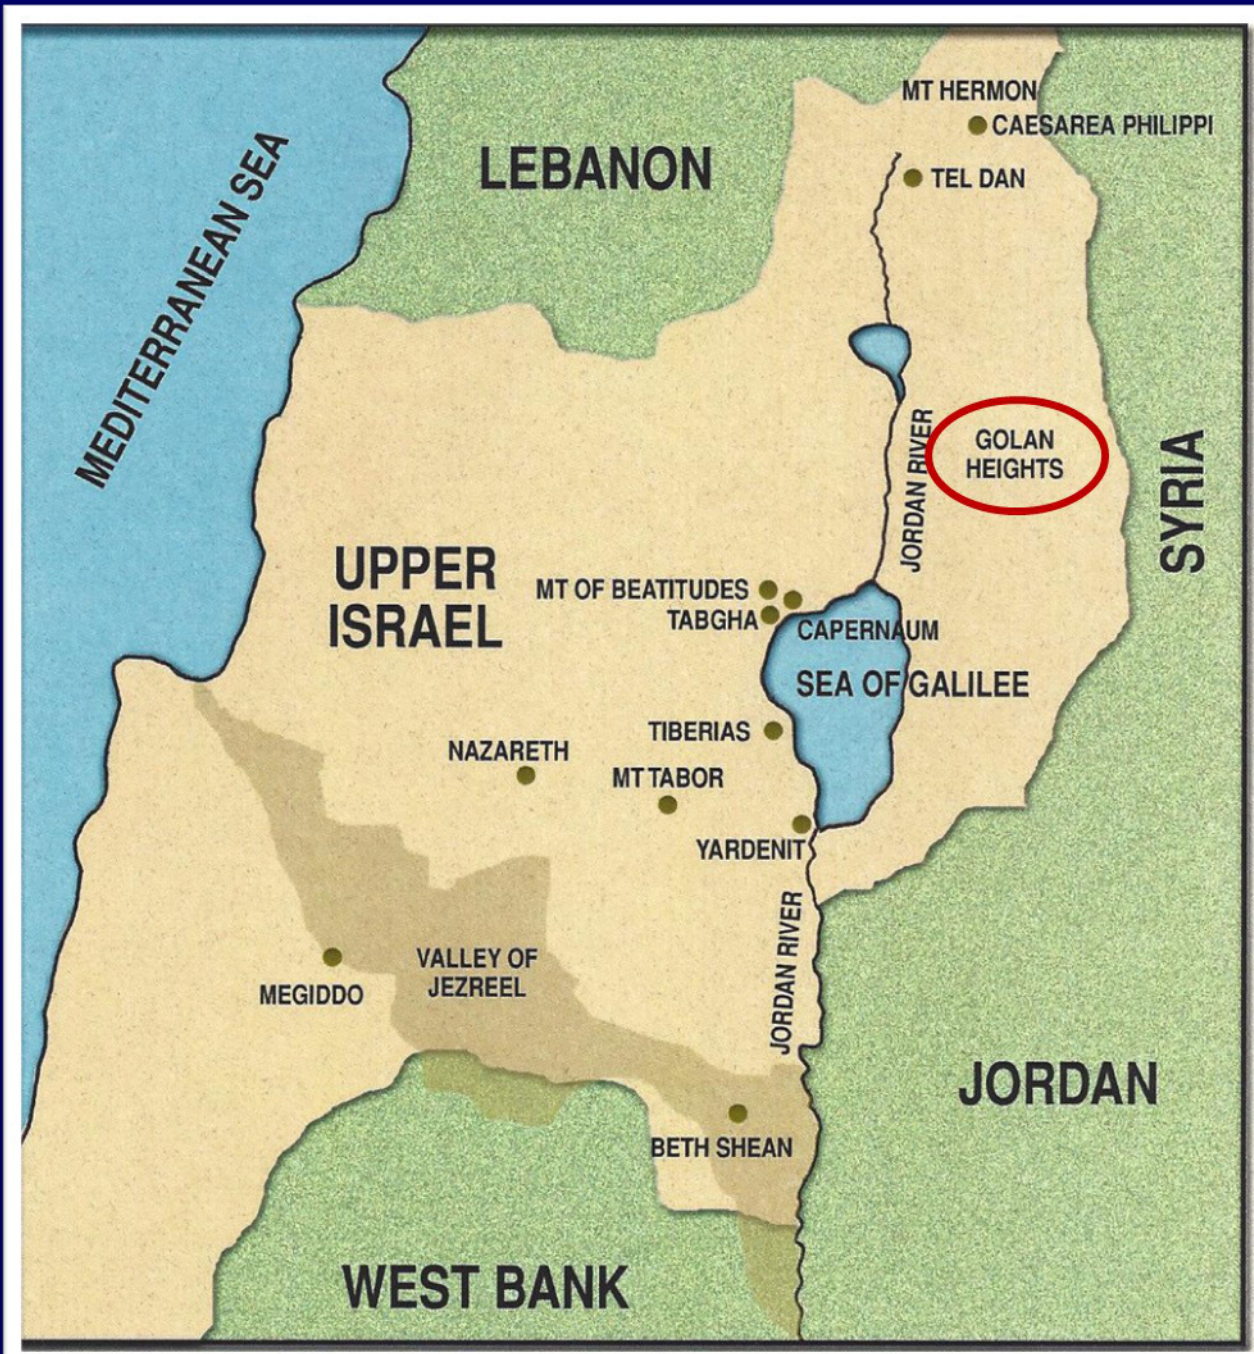 MT HERMON
CAESAREA PHILIPPI
LEBANON
TEL DAN
MEDITERRANEAN SEA
JORDAN RIVER
GOLAN
HEIGHTS
SYRIA
UPPER
ISRAEL
MT OF BEATITUDES
TABGHA
CAPERNAUM
SEA OF GALILEE
TIBERIAS
NAZARETH
MT TABOR
YARDENIT
JORDAN RIVER
VALLEY OF
JEZREEL
MEGIDDO
JORDAN
BETH SHEAN
WEST BANK